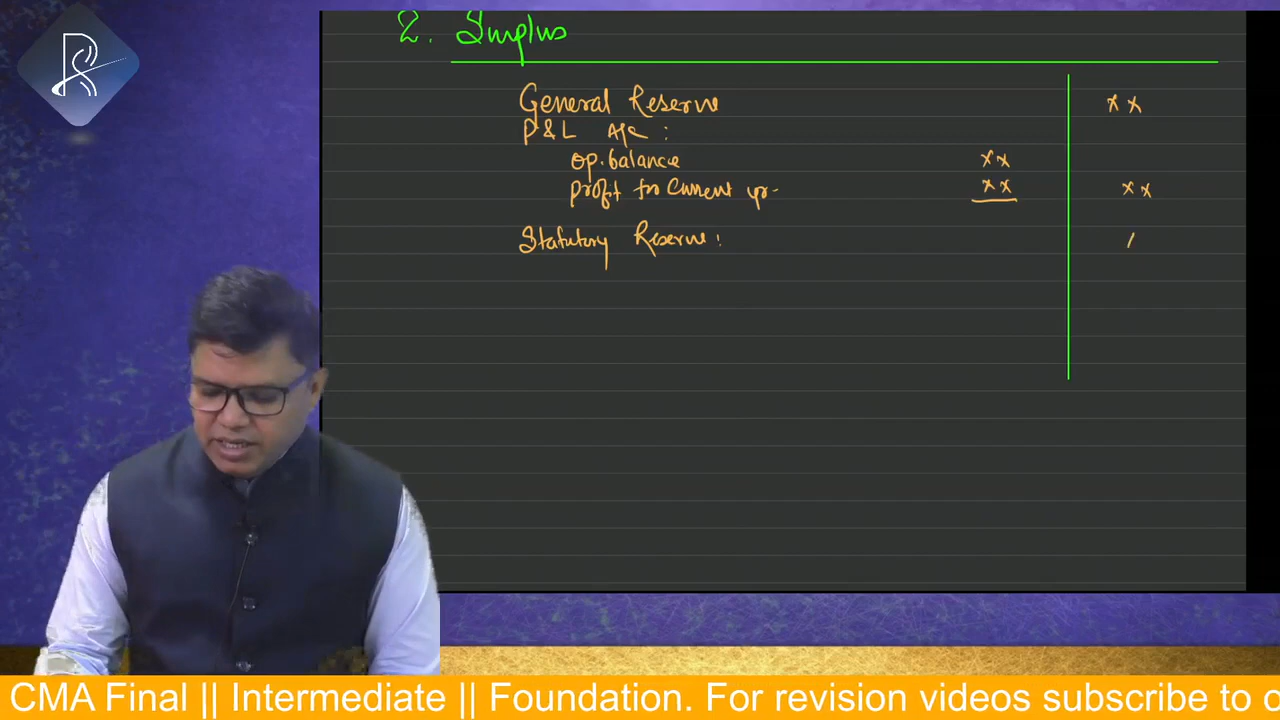 RS
2. Surplus
General Reserve xx
P&L A/c :
op. balance xx
profit for Current yr. xx xx
Statutory Reserve :
CMA Final || Intermediate || Foundation. For revision videos subscribe to o